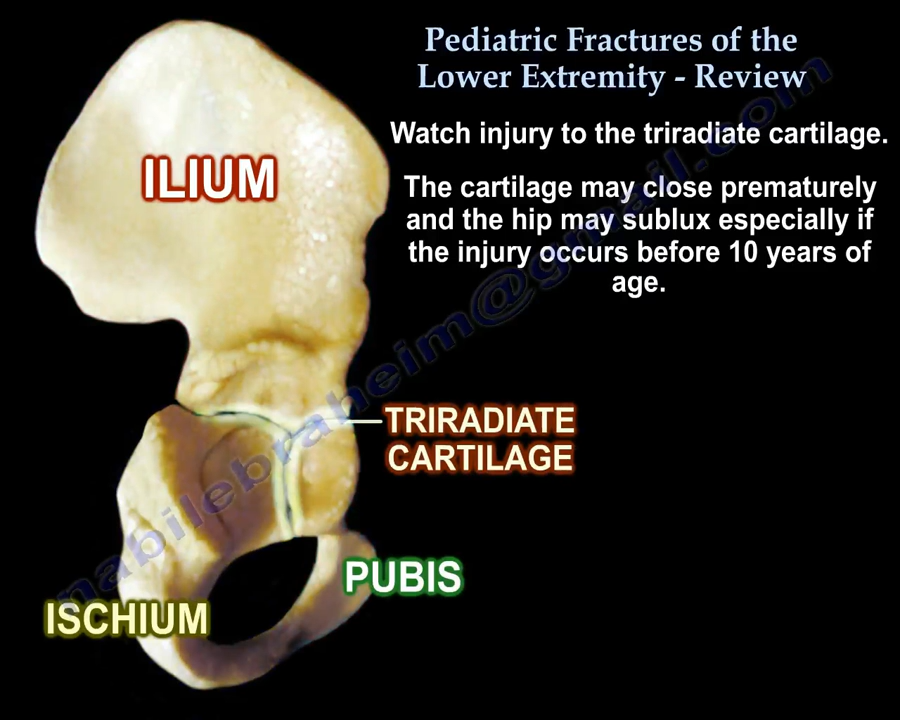 Pediatric Fractures of the
Lower Extremity - Review
Watch injury to the triradiate cartilage.
The cartilage may close prematurely
and the hip may sublux especially if
the injury occurs before 10 years of
age.
ILIUM
TRIRADIATE
CARTILAGE
PUBIS
ISCHIUM
nabilebraheim@gmail.com